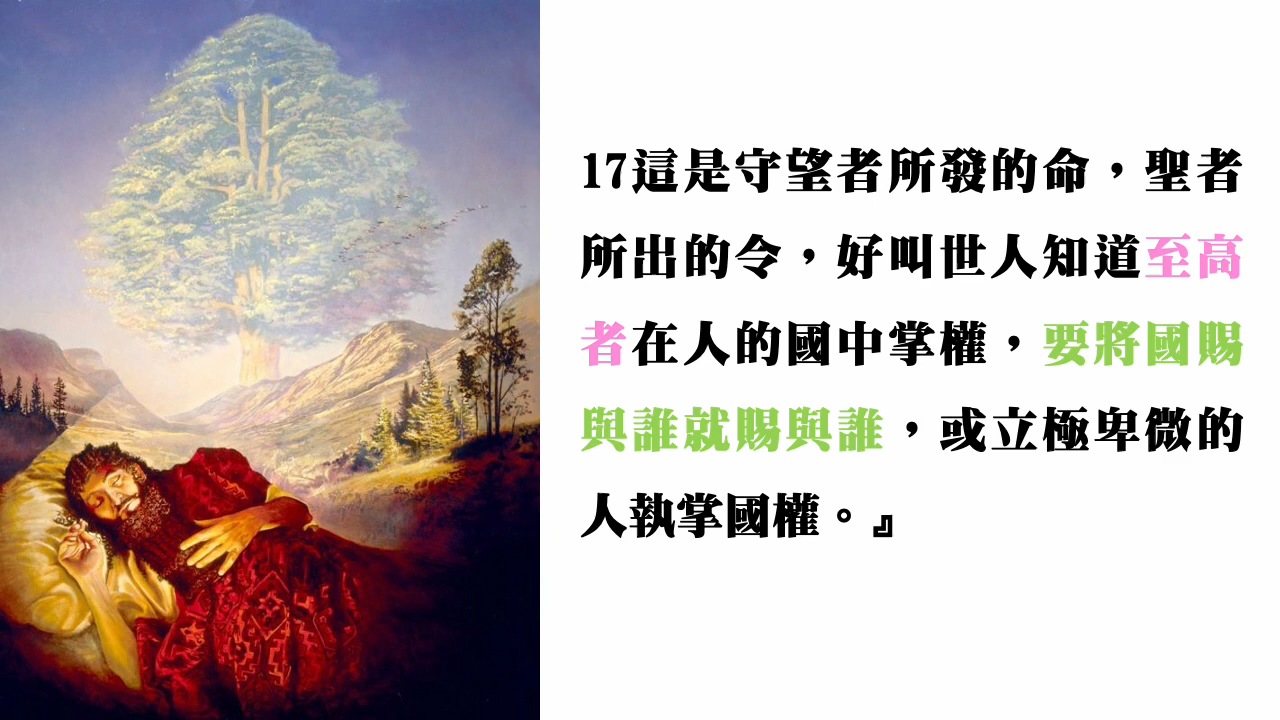 17這是守望者所發的命，聖者
所出的令，好叫世人知道至高
者在人的國中掌權，要將國賜
與誰就賜與誰，或立極卑微的
人執掌國權。』